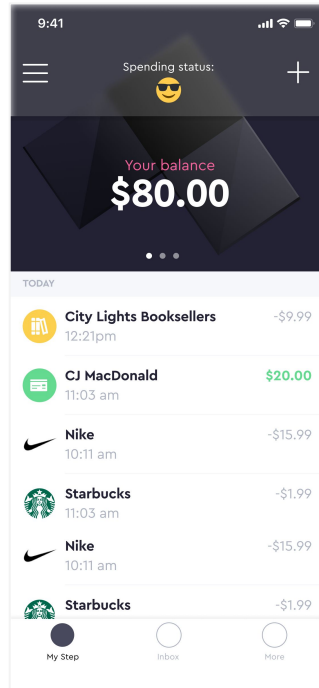 9:41
Spending status:
Your balance
$80.00
TODAY
City Lights Booksellers -$9.99
12:21pm
CJ MacDonald $20.00
11:03 am
Nike -$15.99
10:11 am
Starbucks -$1.99
11:03 am
Nike -$15.99
10:11 am
Starbucks -$1.99
My Step Inbox More